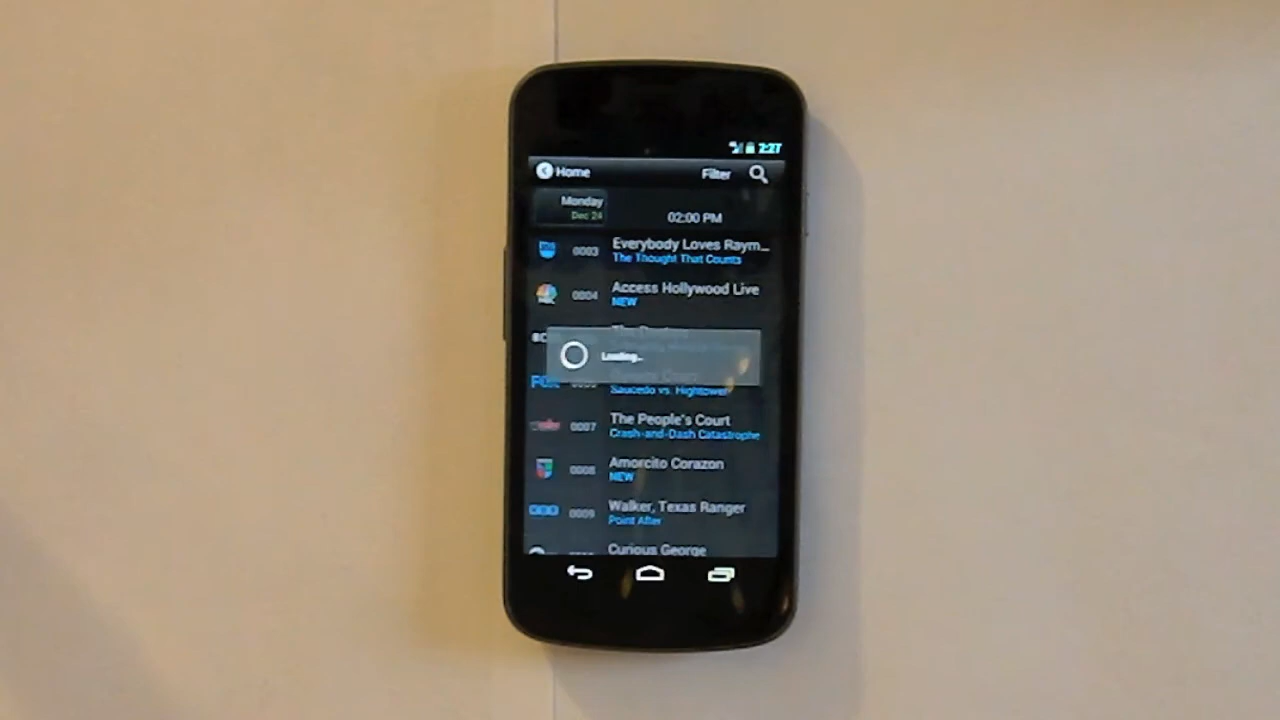 2:27
Home Filter
Monday
Dec 24
02:00 PM
0003 Everybody Loves Raym...
The Thought That Counts
0004 Access Hollywood Live
NEW
Loading...
FOX
Saucedo vs. Hightower
0007 The People's Court
Crash-and-Dash Catastrophe
0008 Amorcito Corazon
NEW
0009 Walker, Texas Ranger
Point After
Curious George